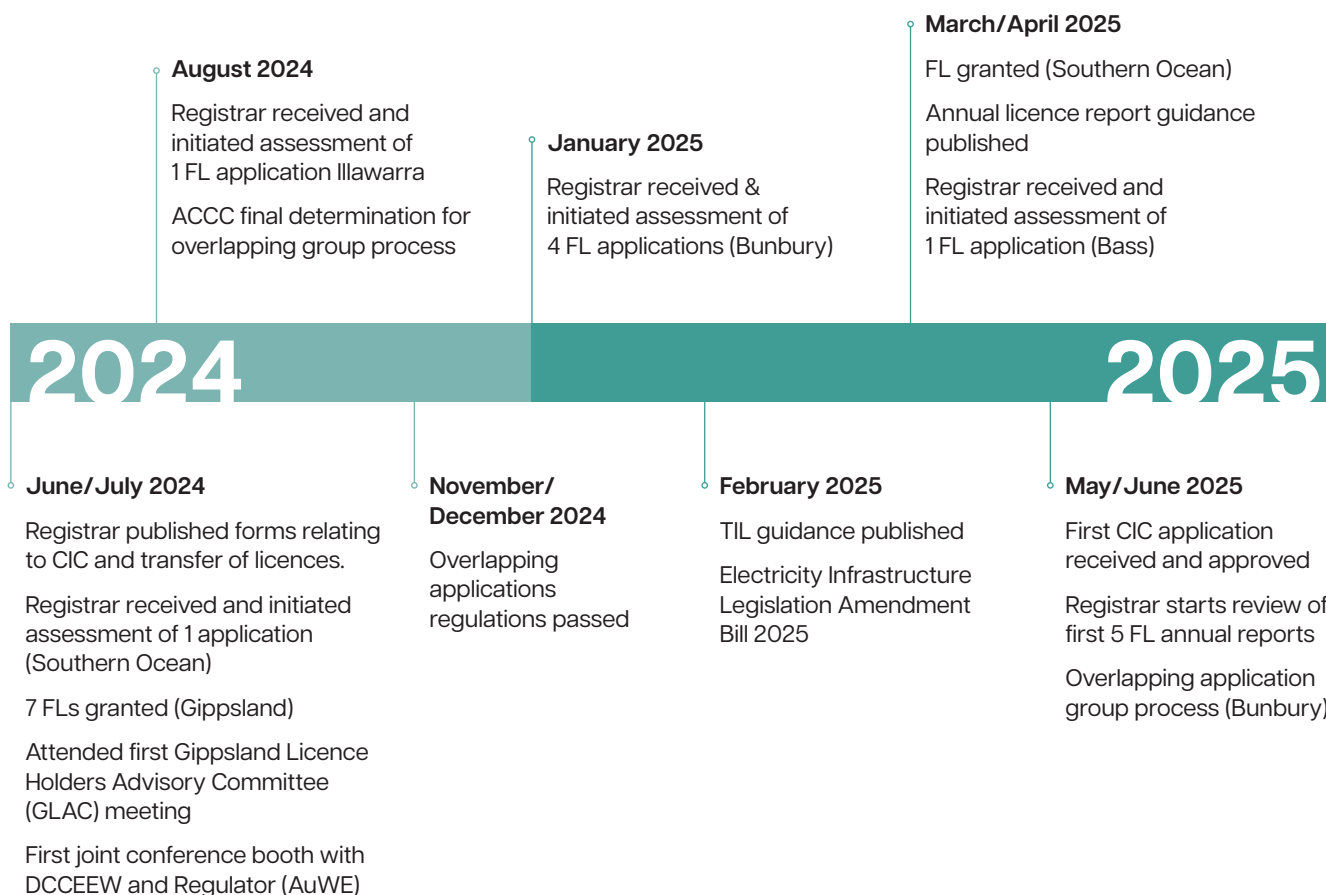 August 2024
Registrar received and
initiated assessment of
1 FL application Illawarra
ACCC final determination for
overlapping group process
January 2025
Registrar received &
initiated assessment of
4 FL applications (Bunbury)
March/April 2025
FL granted (Southern Ocean)
Annual licence report guidance
published
Registrar received and
initiated assessment of
1 FL application (Bass)
2024
2025
June/July 2024
Registrar published forms relating
to CIC and transfer of licences.
Registrar received and initiated
assessment of 1 application
(Southern Ocean)
7 FLs granted (Gippsland)
Attended first Gippsland Licence
Holders Advisory Committee
(GLAC) meeting
First joint conference booth with
DCCEEW and Regulator (AuWE)
November/
December 2024
Overlapping
applications
regulations passed
February 2025
TIL guidance published
Electricity Infrastructure
Legislation Amendment
Bill 2025
May/June 2025
First CIC application
received and approved
Registrar starts review of
first 5 FL annual reports
Overlapping application
group process (Bunbury)